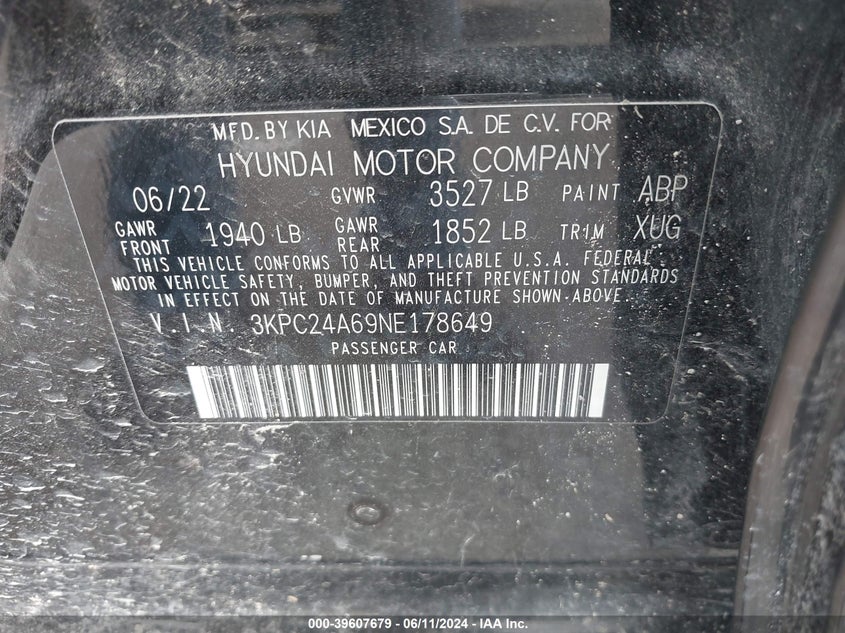 MFD. BY KIA MEXICO S.A. DE C.V. FOR
HYUNDAI MOTOR COMPANY
06/22 GVWR 3527 LB PAINT ABP
GAWR FRONT 1940 LB GAWR REAR 1852 LB TRIM XUG
THIS VEHICLE CONFORMS TO ALL APPLICABLE U.S.A. FEDERAL
MOTOR VEHICLE SAFETY, BUMPER, AND THEFT PREVENTION STANDARDS
IN EFFECT ON THE DATE OF MANUFACTURE SHOWN ABOVE.
V. I. N. 3KPC24A69NE178649
PASSENGER CAR
000-39607679 - 06/11/2024 - IAA Inc.